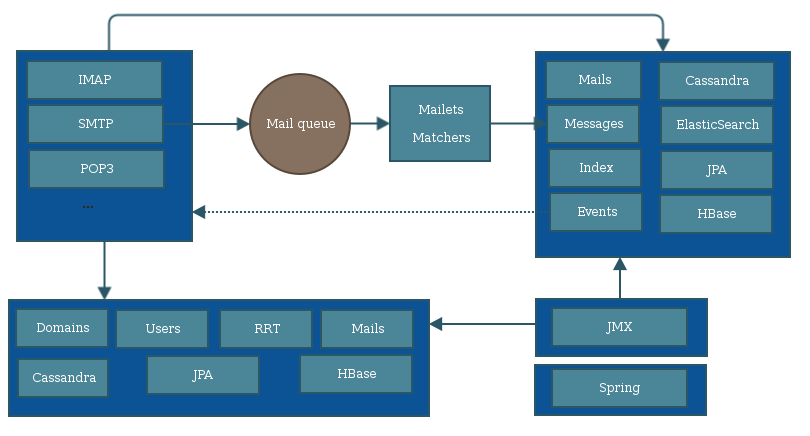 IMAP
SMTP
POP3
...
Mail queue
Mailets
Matchers
Mails
Cassandra
Messages
ElasticSearch
Index
JPA
Events
HBase
Domains
Users
RRT
Mails
Cassandra
JPA
HBase
JMX
Spring